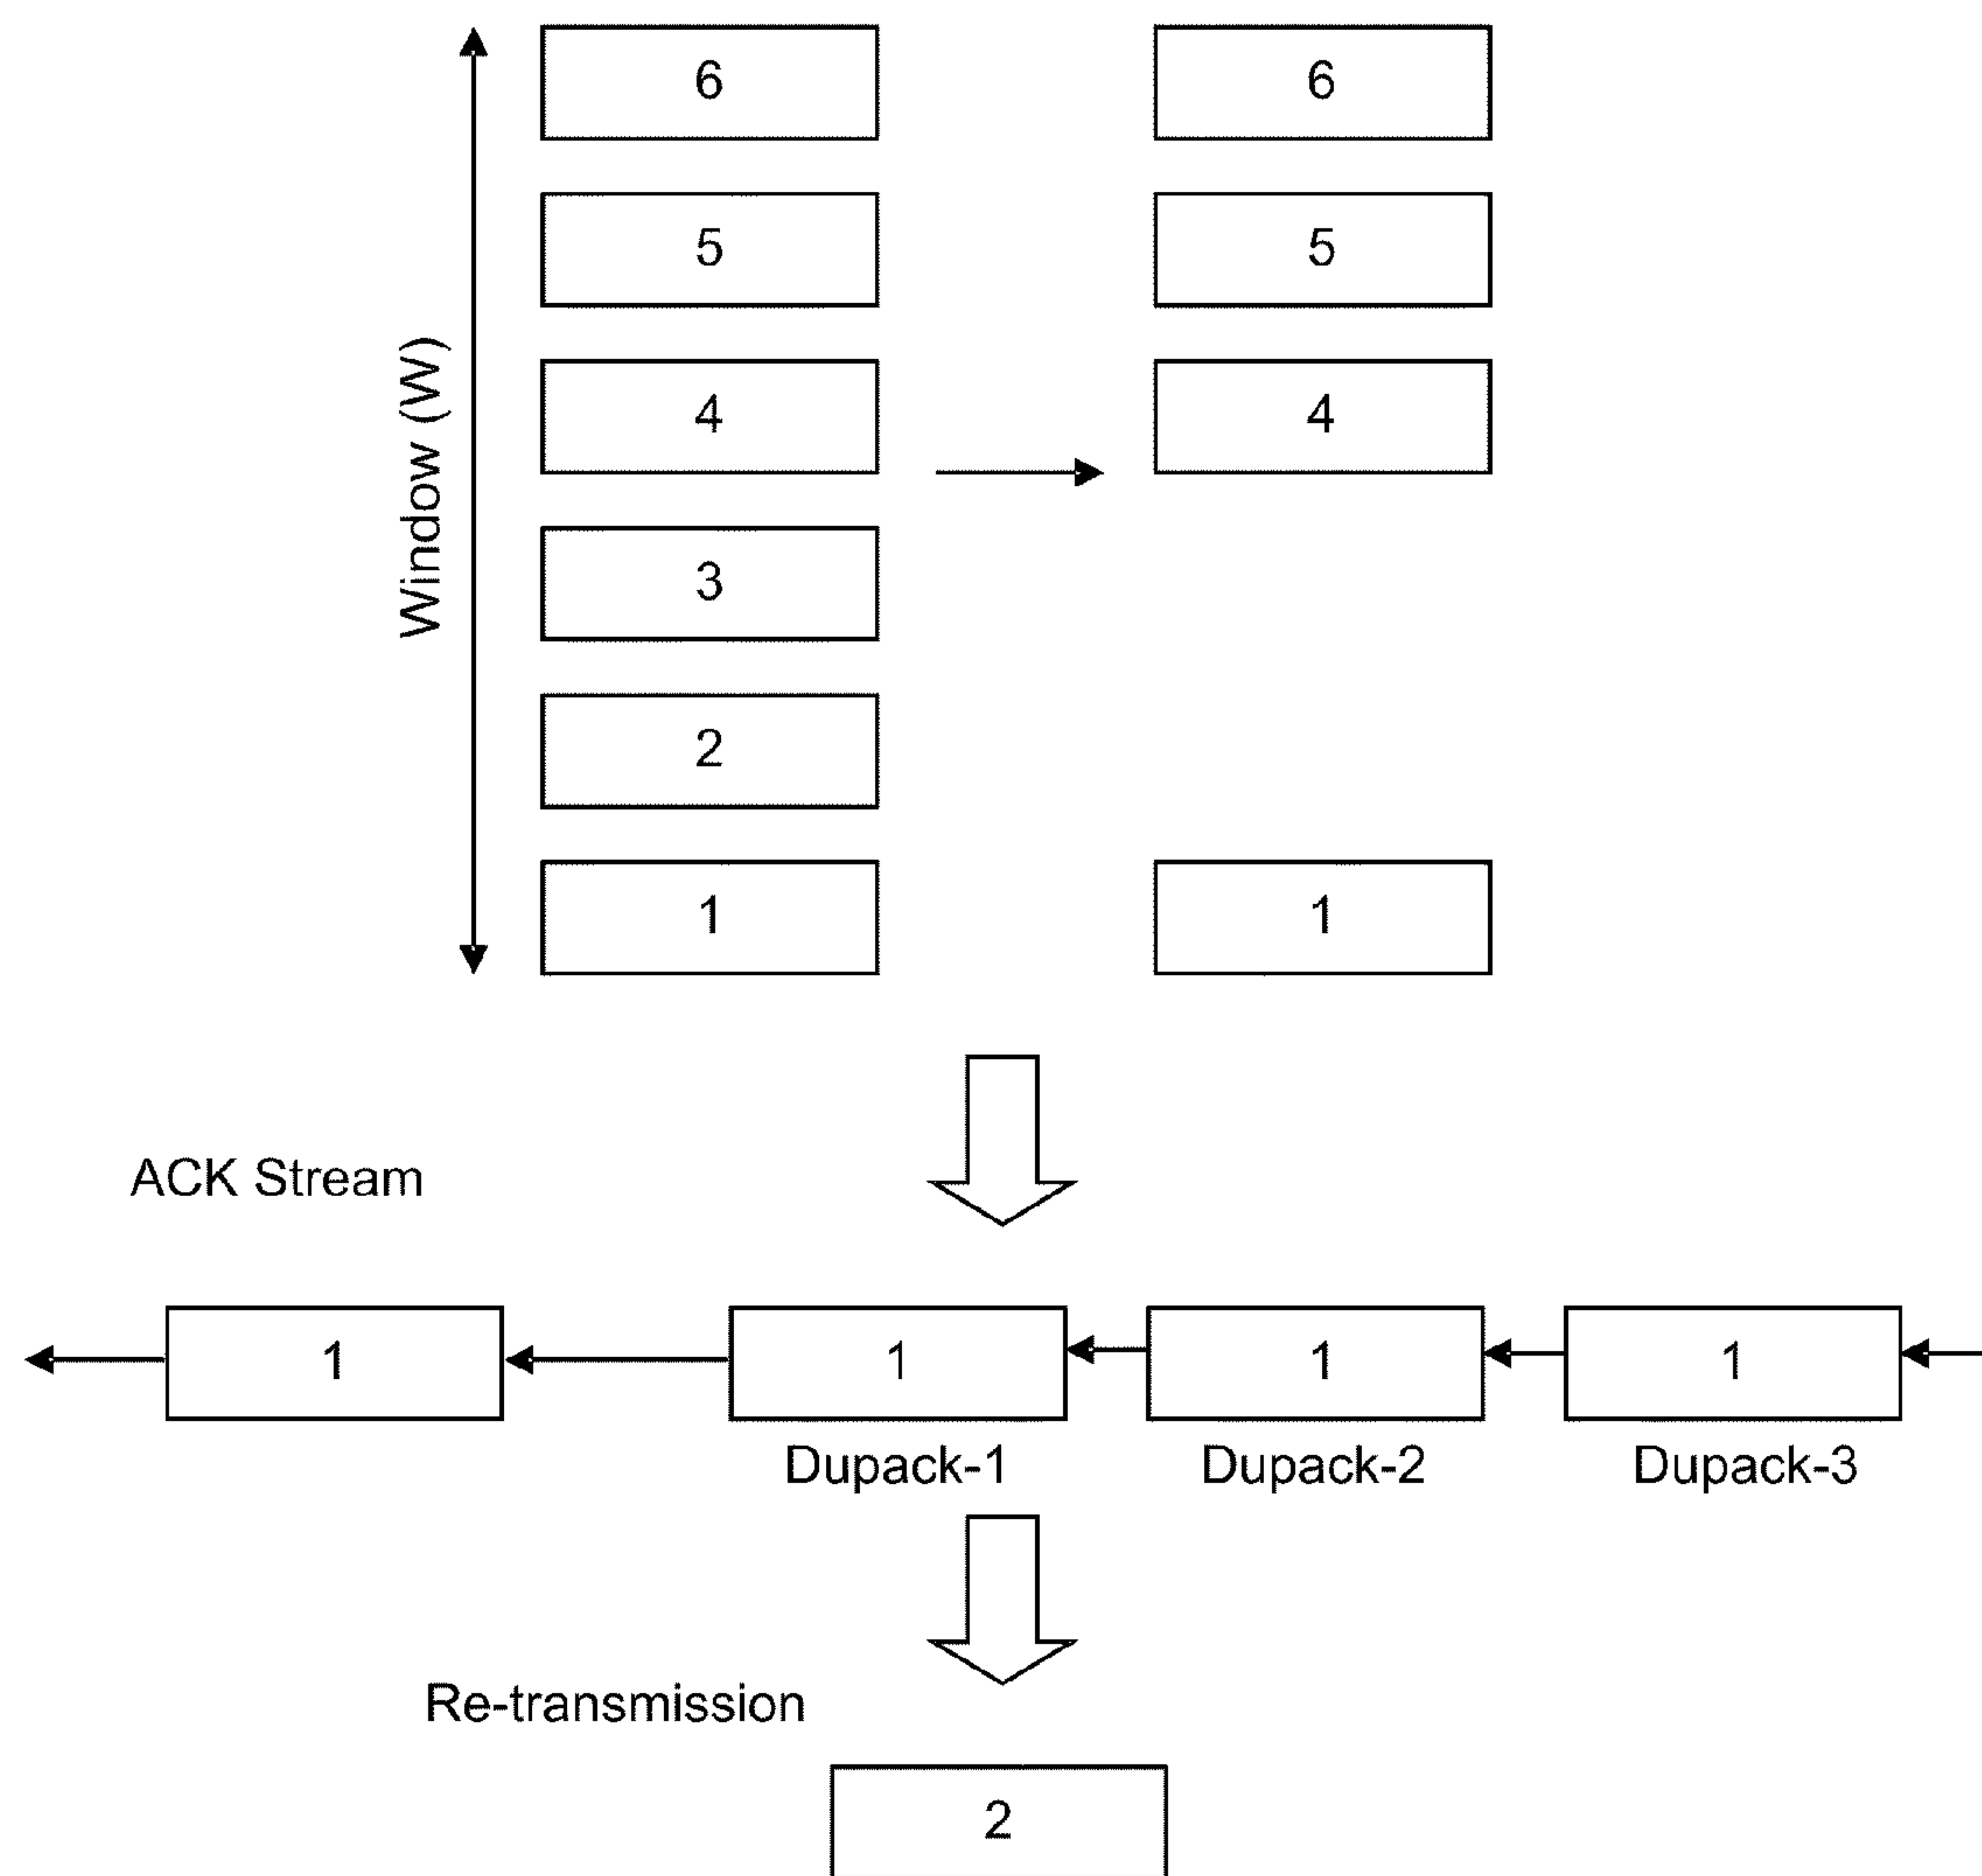 Window (W)
6
6
5
5
4
4
3
2
1
1
ACK Stream
1
1
1
1
Dupack-1
Dupack-2
Dupack-3
Re-transmission
2